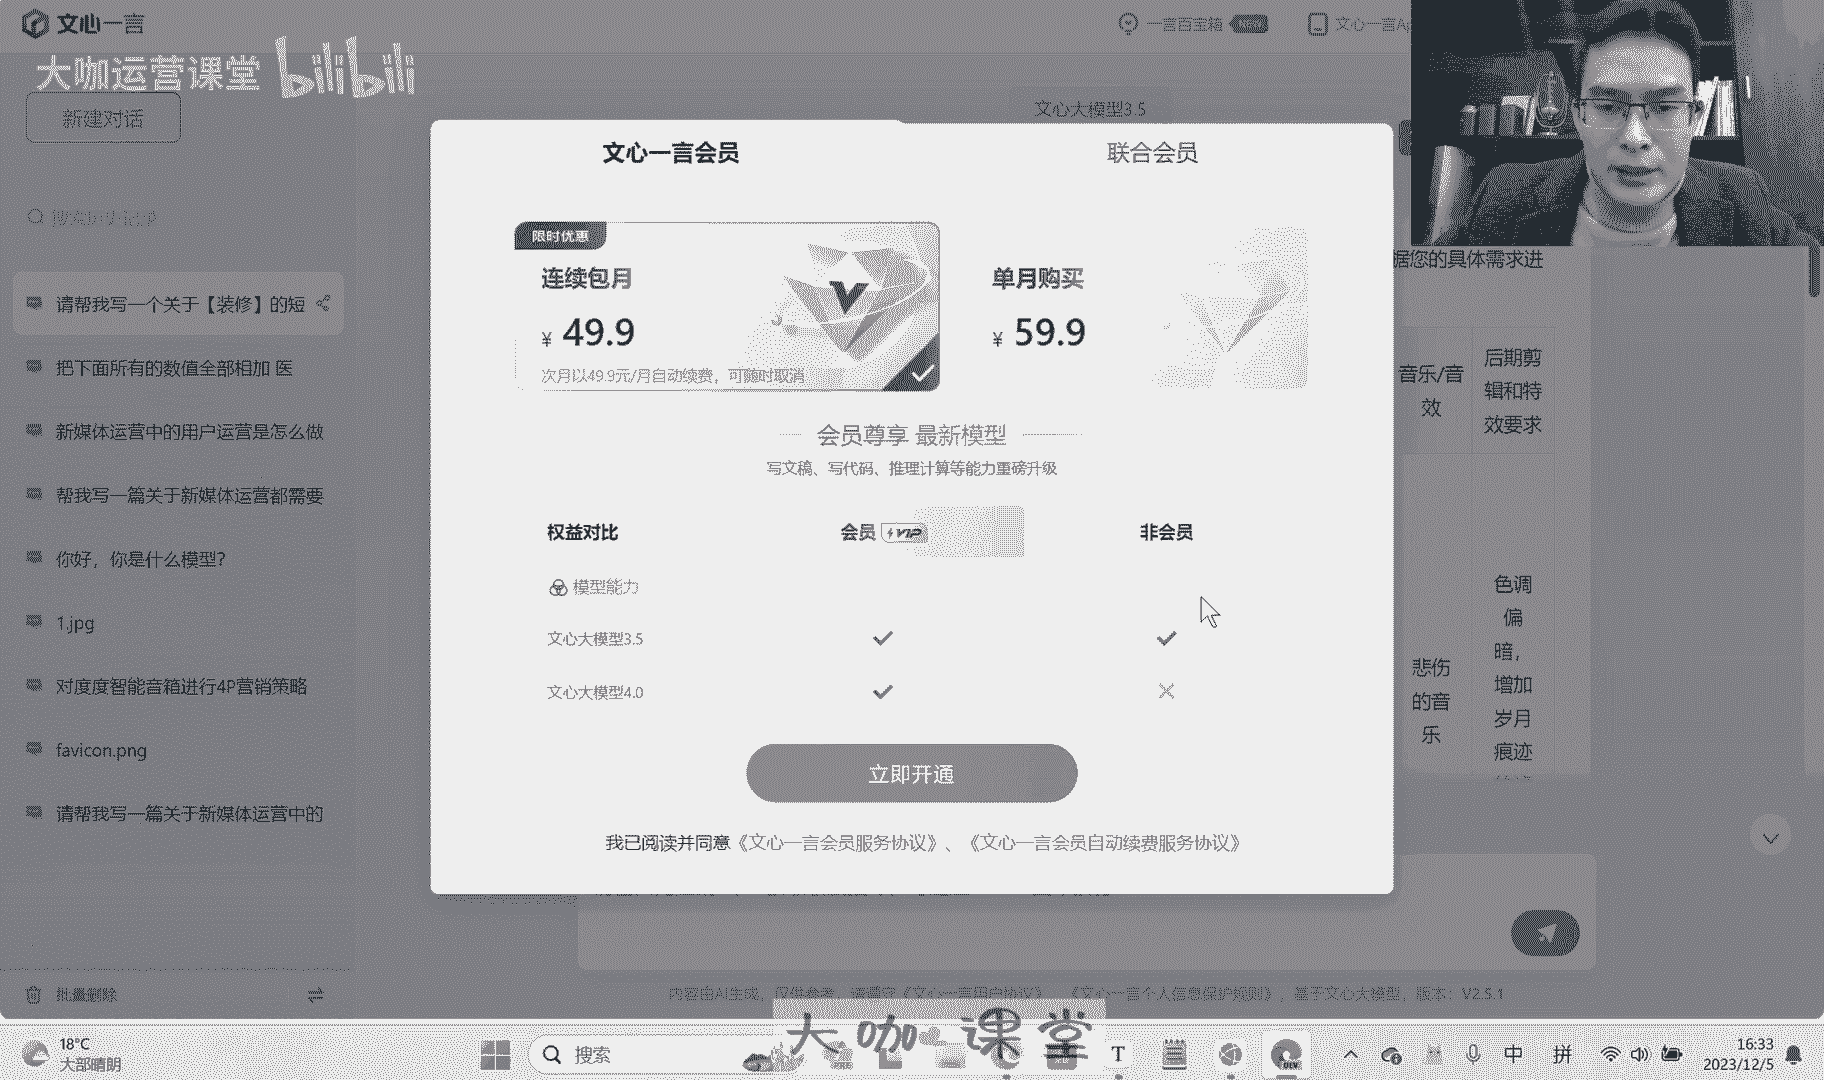 文心一言
一言百宝箱 NEW
文心一言A
大咖运营课堂 bilibili
新建对话
文心大模型3.5
文心一言会员
联合会员
限时优惠
连续包月
¥ 49.9
次月以49.9元/月自动续费，可随时取消
单月购买
¥ 59.9
会员尊享 最新模型
写文稿、写代码、推理计算等能力重磅升级
权益对比
会员 VIP
非会员
模型能力
文心大模型3.5
文心大模型4.0
立即开通
我已阅读并同意《文心一言会员服务协议》、《文心一言会员自动续费服务协议》
请帮我写一个关于【装修】的短
把下面所有的数值全部相加 医
新媒体运营中的用户运营是怎么做
帮我写一篇关于新媒体运营都需要
你好，你是什么模型？
1.jpg
对度度智能音箱进行4P营销策略
favicon.png
请帮我写一篇关于新媒体运营中的
批量删除
据您的具体需求进
音乐/音
效
后期剪
辑和特
效要求
悲伤
的音
乐
色调
偏
暗，
增加
岁月
痕迹
内容由AI生成，仅供参考，请遵守《文心一言用户协议》、《文心一言个人信息保护规则》，基于文心大模型，版本：V2.5.1
大咖课堂
18°C
大部晴朗
搜索
中
拼
16:33
2023/12/5